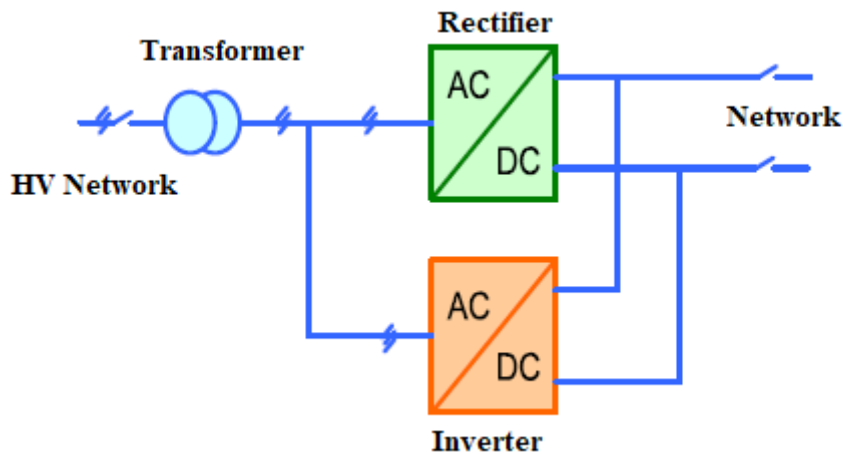 Rectifier
Transformer
AC
DC
Network
HV Network
AC
DC
Inverter